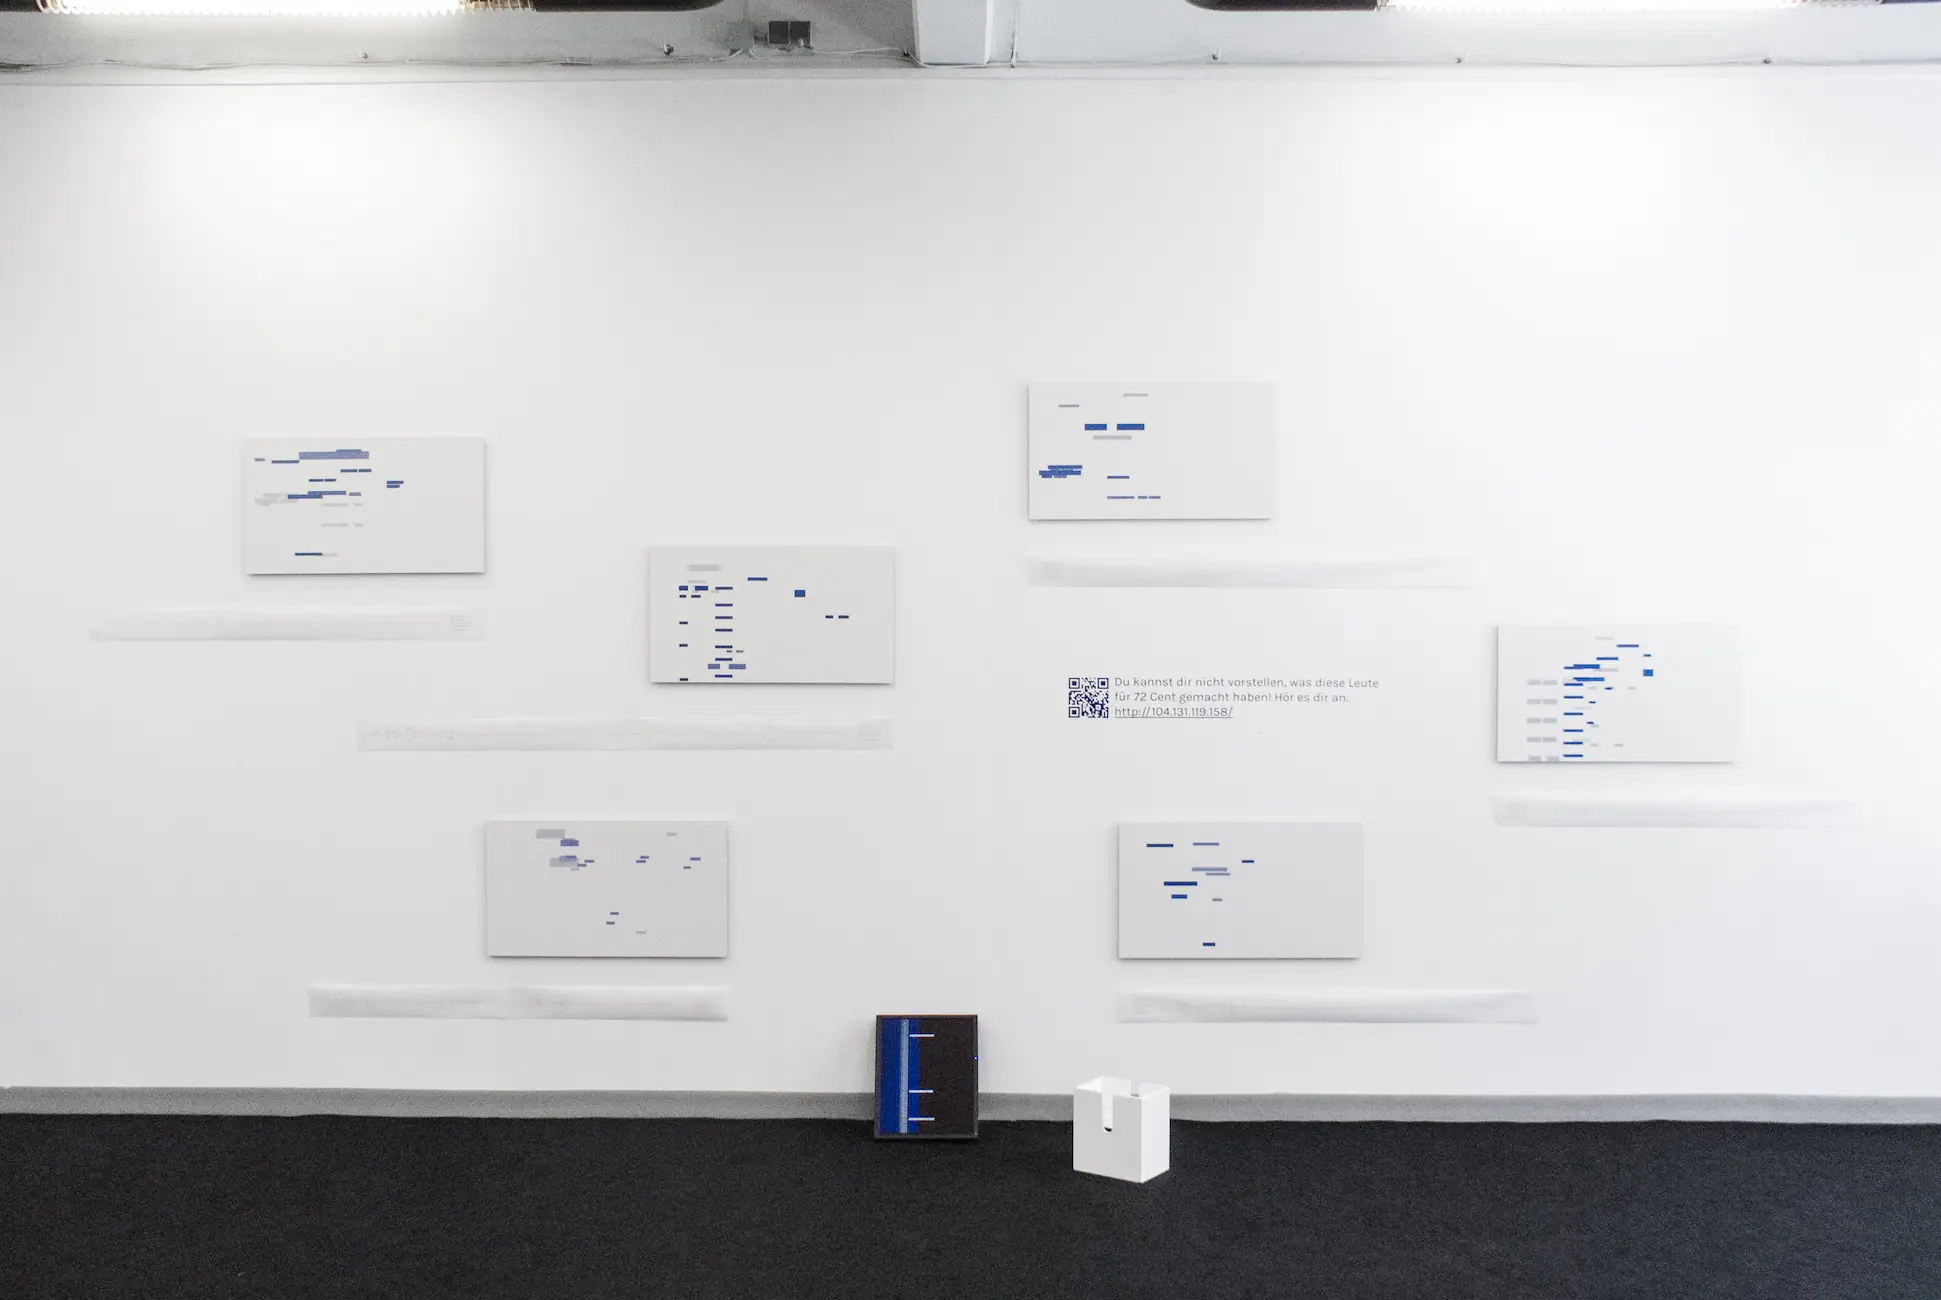 Du kannst dir nicht vorstellen, was diese Leute
für 72 Cent gemacht haben! Hör es dir an:
http://104.131.119.158/